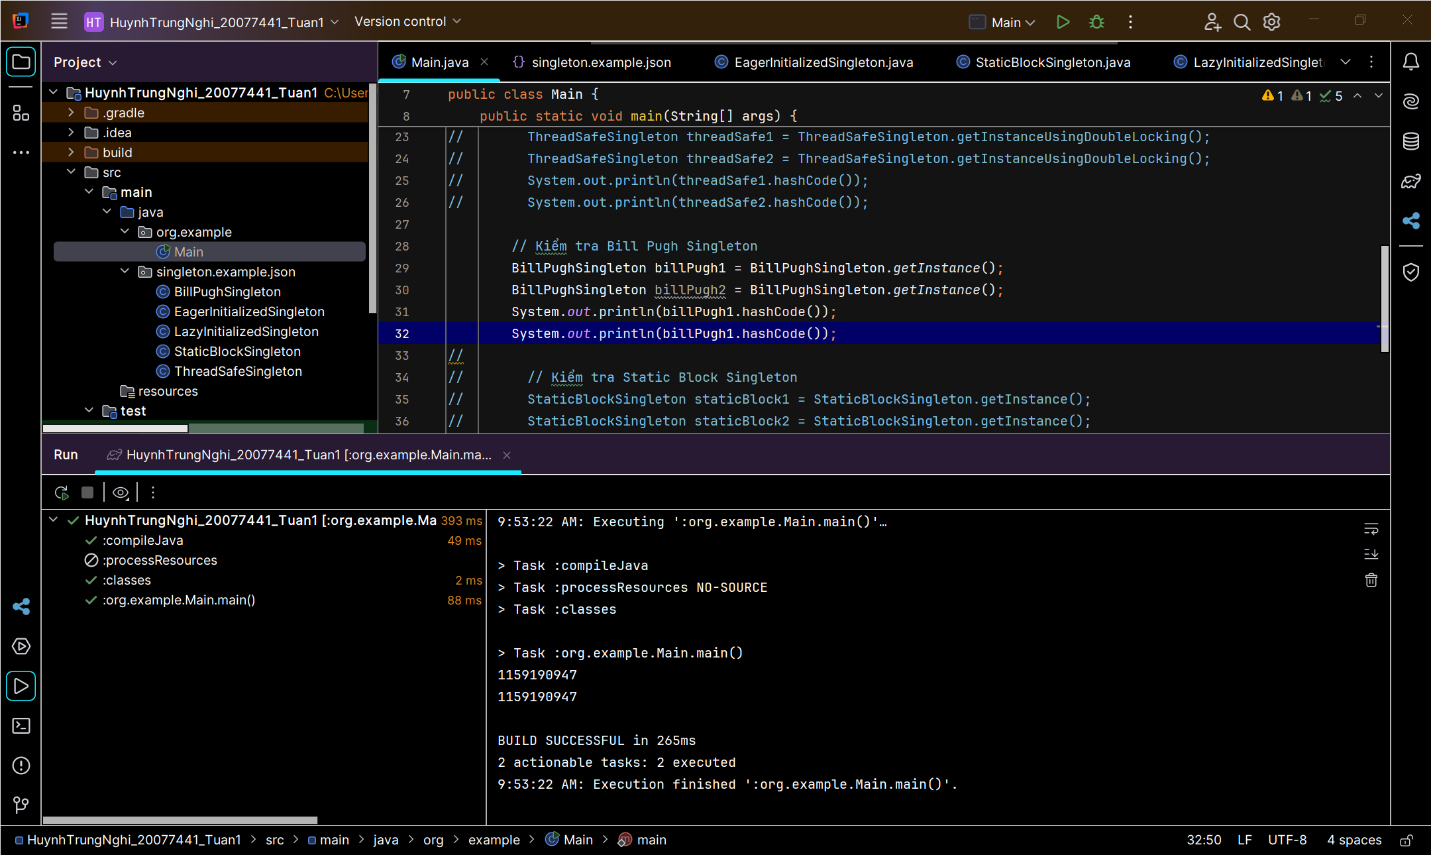 HT HuynhTrungNghi_20077441_Tuan1 Version control Main
Project
HuynhTrungNghi_20077441_Tuan1 C:\User
.gradle
.idea
build
src
main
java
org.example
Main
singleton.example.json
BillPughSingleton
EagerInitializedSingleton
LazyInitializedSingleton
StaticBlockSingleton
ThreadSafeSingleton
resources
test
Main.java {} singleton.example.json EagerInitializedSingleton.java StaticBlockSingleton.java LazyInitializedSinglet
1 1 5
7 public class Main {
8 public static void main(String[] args) {
23 // ThreadSafeSingleton threadSafe1 = ThreadSafeSingleton.getInstanceUsingDoubleLocking();
24 // ThreadSafeSingleton threadSafe2 = ThreadSafeSingleton.getInstanceUsingDoubleLocking();
25 // System.out.println(threadSafe1.hashCode());
26 // System.out.println(threadSafe2.hashCode());
27
28 // Kiểm tra Bill Pugh Singleton
29 BillPughSingleton billPugh1 = BillPughSingleton.getInstance();
30 BillPughSingleton billPugh2 = BillPughSingleton.getInstance();
31 System.out.println(billPugh1.hashCode());
32 System.out.println(billPugh1.hashCode());
33 //
34 // // Kiểm tra Static Block Singleton
35 // StaticBlockSingleton staticBlock1 = StaticBlockSingleton.getInstance();
36 // StaticBlockSingleton staticBlock2 = StaticBlockSingleton.getInstance();
Run HuynhTrungNghi_20077441_Tuan1 [:org.example.Main.ma...
HuynhTrungNghi_20077441_Tuan1 [:org.example.Ma 393 ms
:compileJava 49 ms
:processResources
:classes 2 ms
:org.example.Main.main() 88 ms
9:53:22 AM: Executing ':org.example.Main.main()'…
> Task :compileJava
> Task :processResources NO-SOURCE
> Task :classes
> Task :org.example.Main.main()
1159190947
1159190947
BUILD SUCCESSFUL in 265ms
2 actionable tasks: 2 executed
9:53:22 AM: Execution finished ':org.example.Main.main()'.
HuynhTrungNghi_20077441_Tuan1 > src > main > java > org > example > Main > main 32:50 LF UTF-8 4 spaces